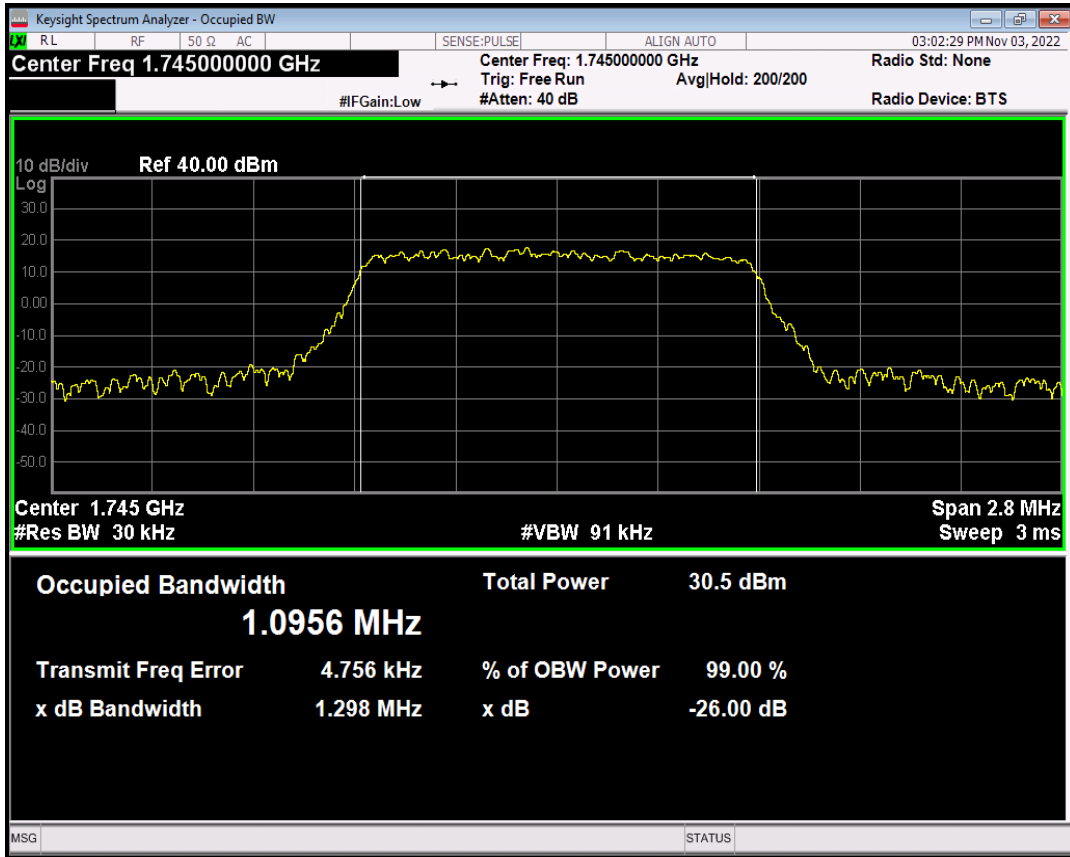 Keysight Spectrum Analyzer - Occupied BW
LXI RL RF 50 Ω AC SENSE:PULSE ALIGN AUTO 03:02:29 PM Nov 03, 2022
Center Freq 1.745000000 GHz Center Freq: 1.745000000 GHz Radio Std: None
Trig: Free Run Avg|Hold: 200/200
#IFGain:Low #Atten: 40 dB Radio Device: BTS
10 dB/div Ref 40.00 dBm
Log
30.0
20.0
10.0
0.00
-10.0
-20.0
-30.0
-40.0
-50.0
Center 1.745 GHz Span 2.8 MHz
#Res BW 30 kHz #VBW 91 kHz Sweep 3 ms
Occupied Bandwidth Total Power 30.5 dBm
1.0956 MHz
Transmit Freq Error 4.756 kHz % of OBW Power 99.00 %
x dB Bandwidth 1.298 MHz x dB -26.00 dB
MSG STATUS